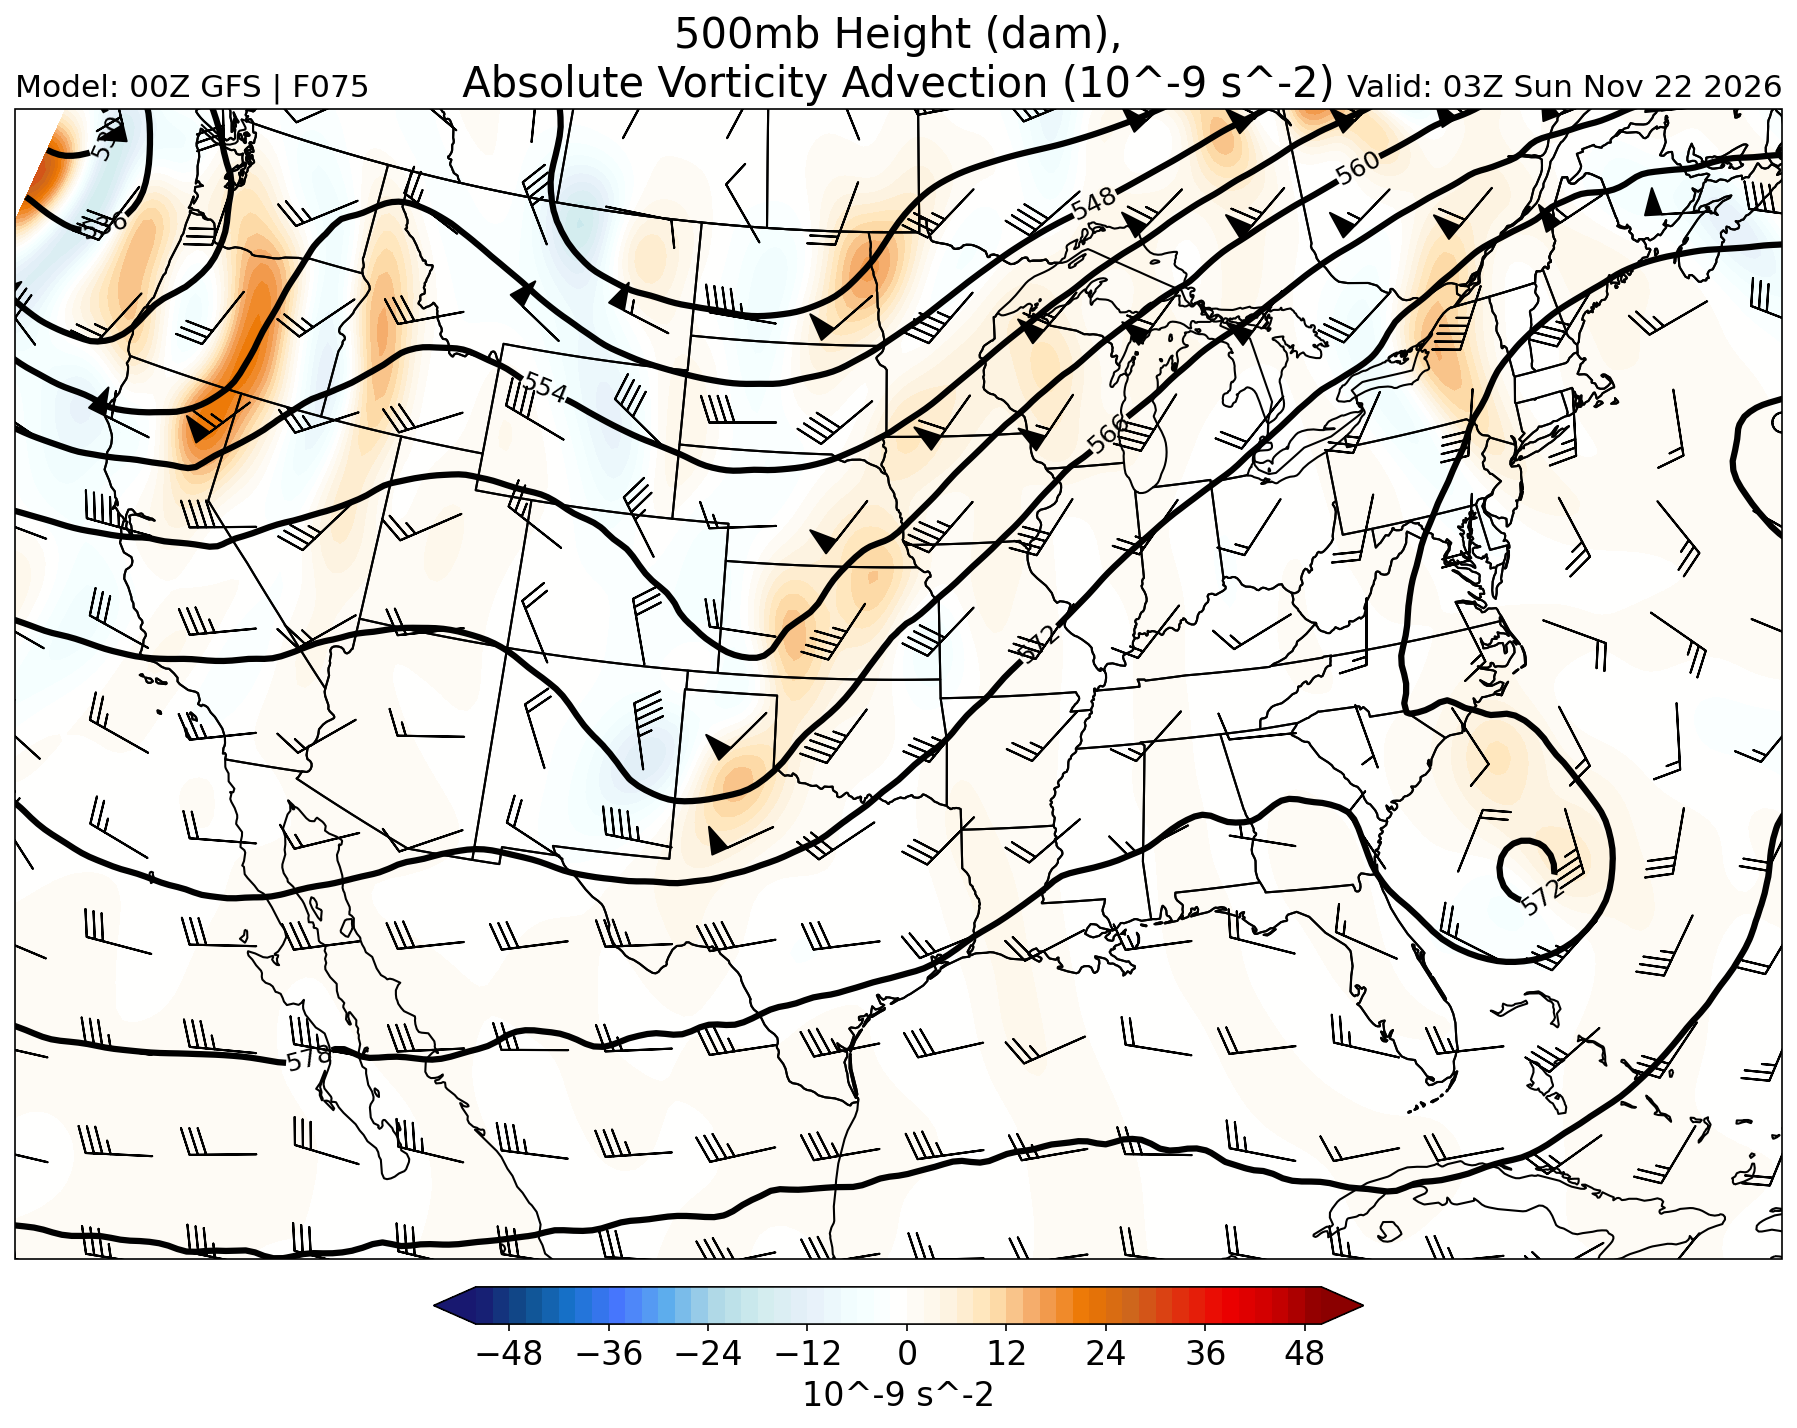 500mb Height (dam),
Model: 00Z GFS | F075
Absolute Vorticity Advection (10^-9 s^-2)
Valid: 03Z Sun Nov 22 2026
536
548
560
554
566
572
572
578
−48 −36 −24 −12 0 12 24 36 48
10^-9 s^-2